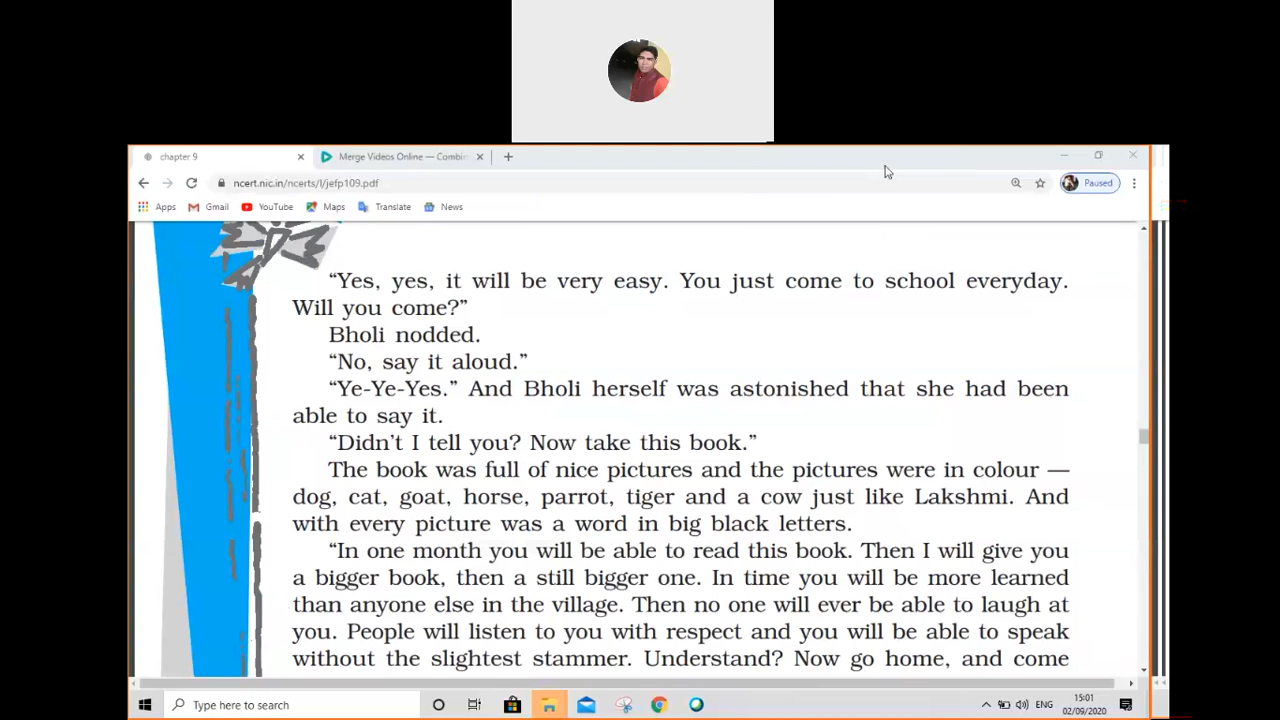 chapter 9
Merge Videos Online — Combin
ncert.nic.in/ncerts/l/jefp109.pdf
Paused
Apps Gmail YouTube Maps Translate News
“Yes, yes, it will be very easy. You just come to school everyday.
Will you come?”
Bholi nodded.
“No, say it aloud.”
“Ye-Ye-Yes.” And Bholi herself was astonished that she had been
able to say it.
“Didn’t I tell you? Now take this book.”
The book was full of nice pictures and the pictures were in colour —
dog, cat, goat, horse, parrot, tiger and a cow just like Lakshmi. And
with every picture was a word in big black letters.
“In one month you will be able to read this book. Then I will give you
a bigger book, then a still bigger one. In time you will be more learned
than anyone else in the village. Then no one will ever be able to laugh at
you. People will listen to you with respect and you will be able to speak
without the slightest stammer. Understand? Now go home, and come
Type here to search
ENG
15:01
02/09/2020